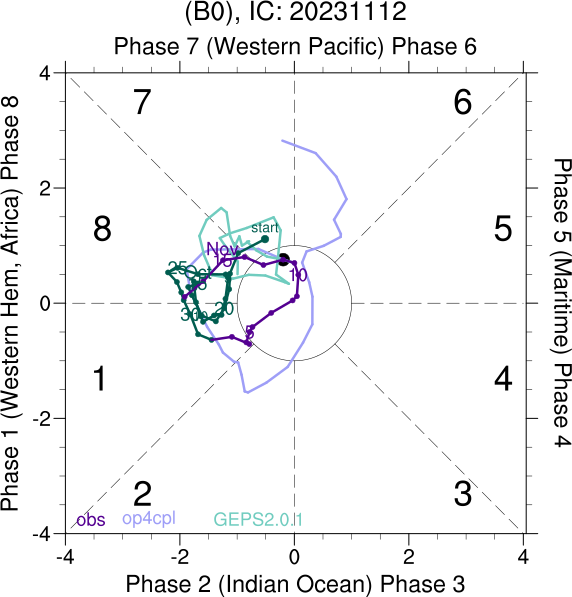 (B0), IC: 20231112
Phase 7 (Western Pacific) Phase 6
4
2
0
-2
-4
-4
-2
0
2
4
Phase 1 (Western Hem, Africa) Phase 8
Phase 5 (Maritime) Phase 4
7
6
8
5
1
4
2
3
start
Nov
15
25
10
20
30
5
obs
op4cpl
GEPS2.0.1
Phase 2 (Indian Ocean) Phase 3